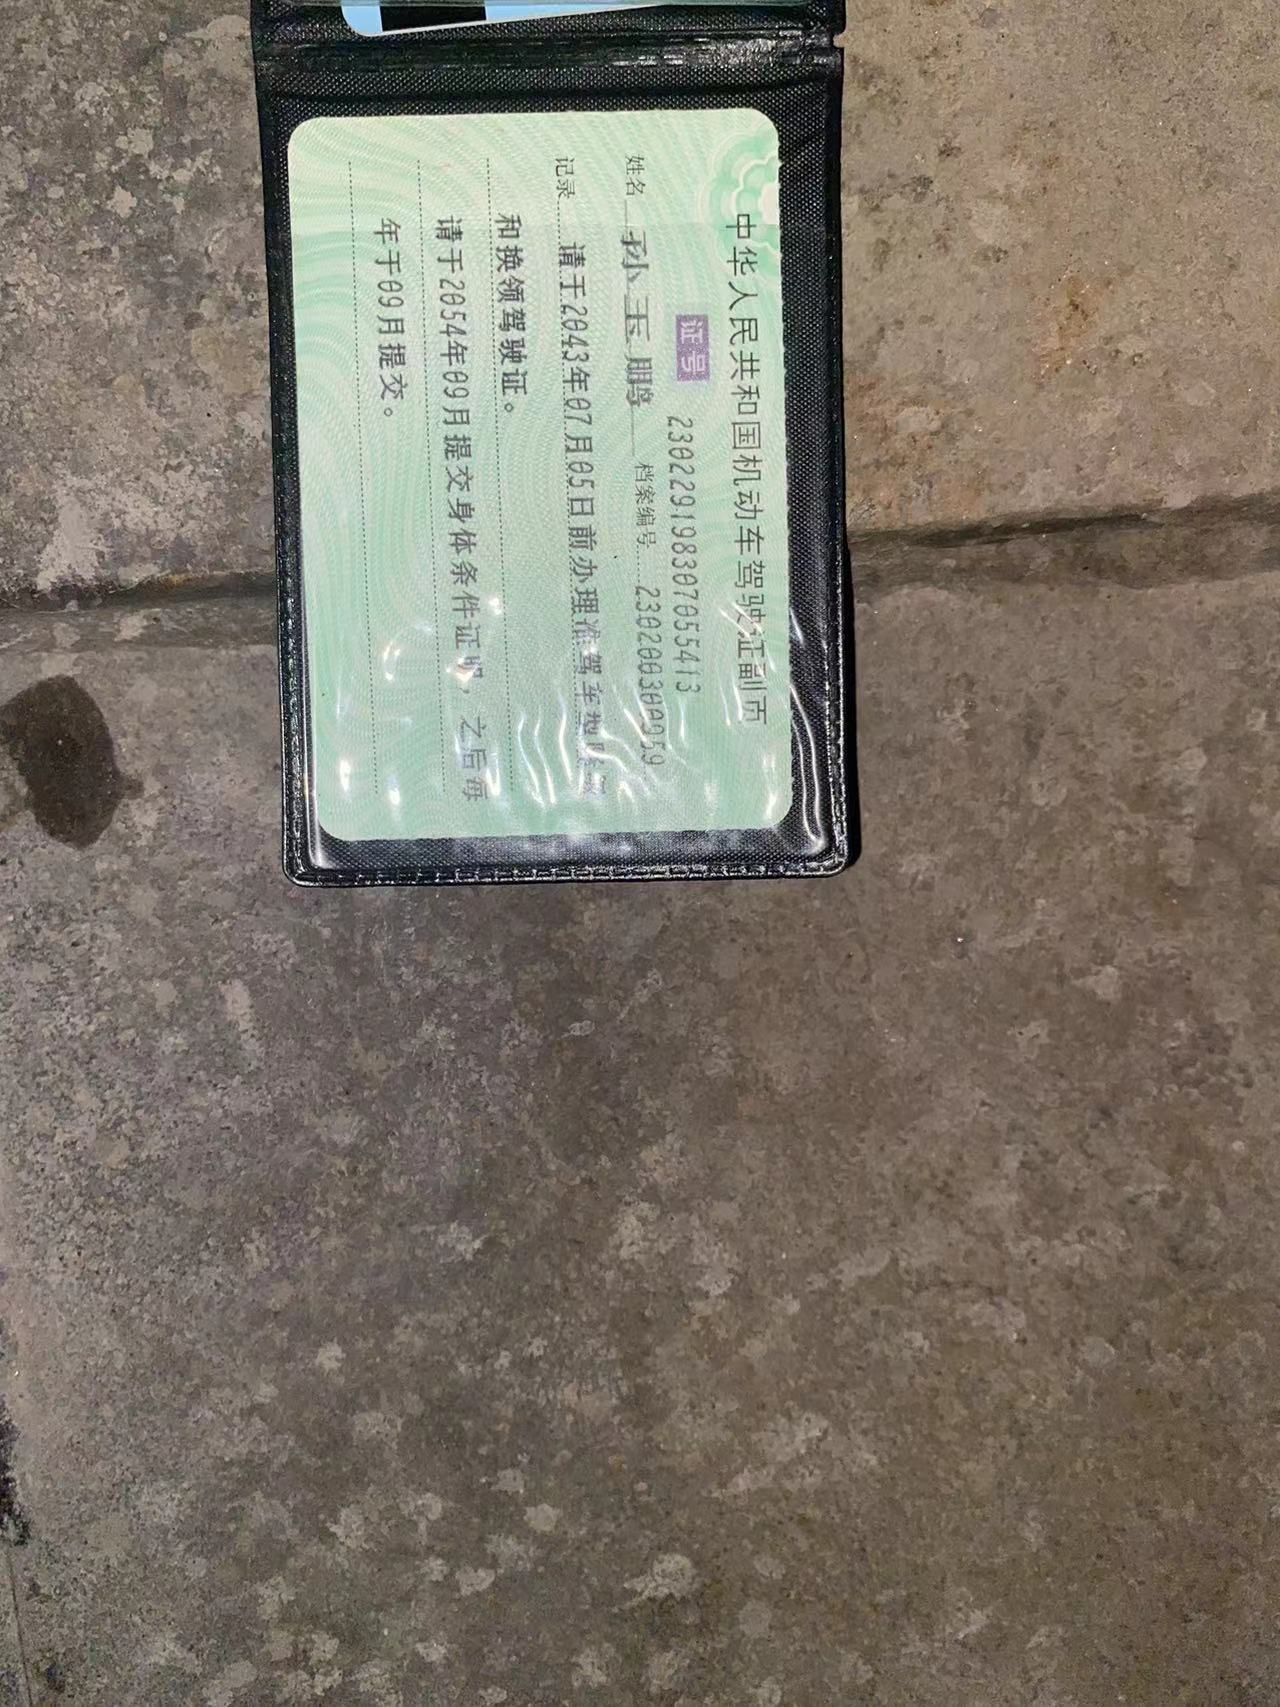 中华人民共和国机动车驾驶证副页
证号 230229198307055413
姓名 孙玉鹏 档案编号 230200300959
记录 请于2043年07月05日前办理准驾车型降级
和换领驾驶证。
请于2054年09月提交身体条件证明，之后每
年于09月提交。